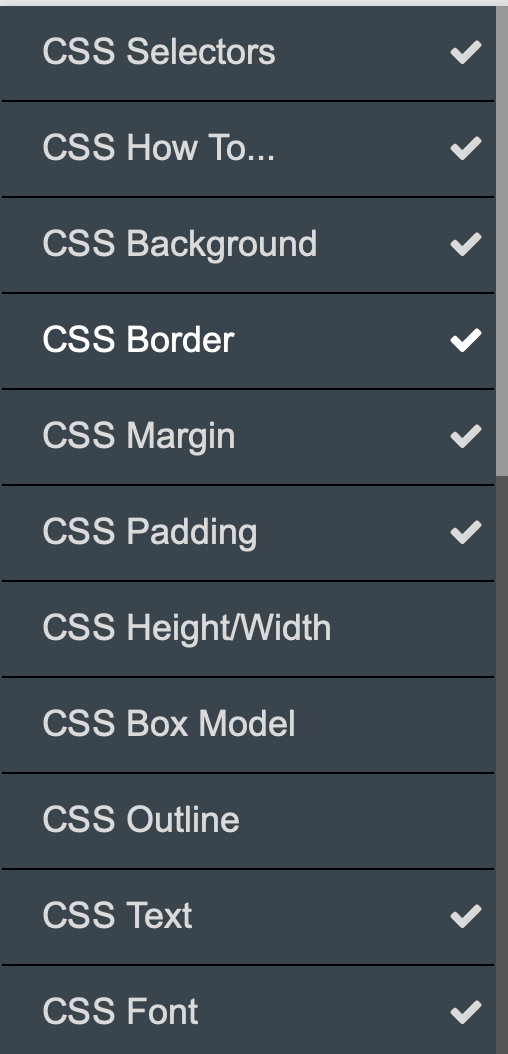 CSS Selectors
CSS How To...
CSS Background
CSS Border
CSS Margin
CSS Padding
CSS Height/Width
CSS Box Model
CSS Outline
CSS Text
CSS Font